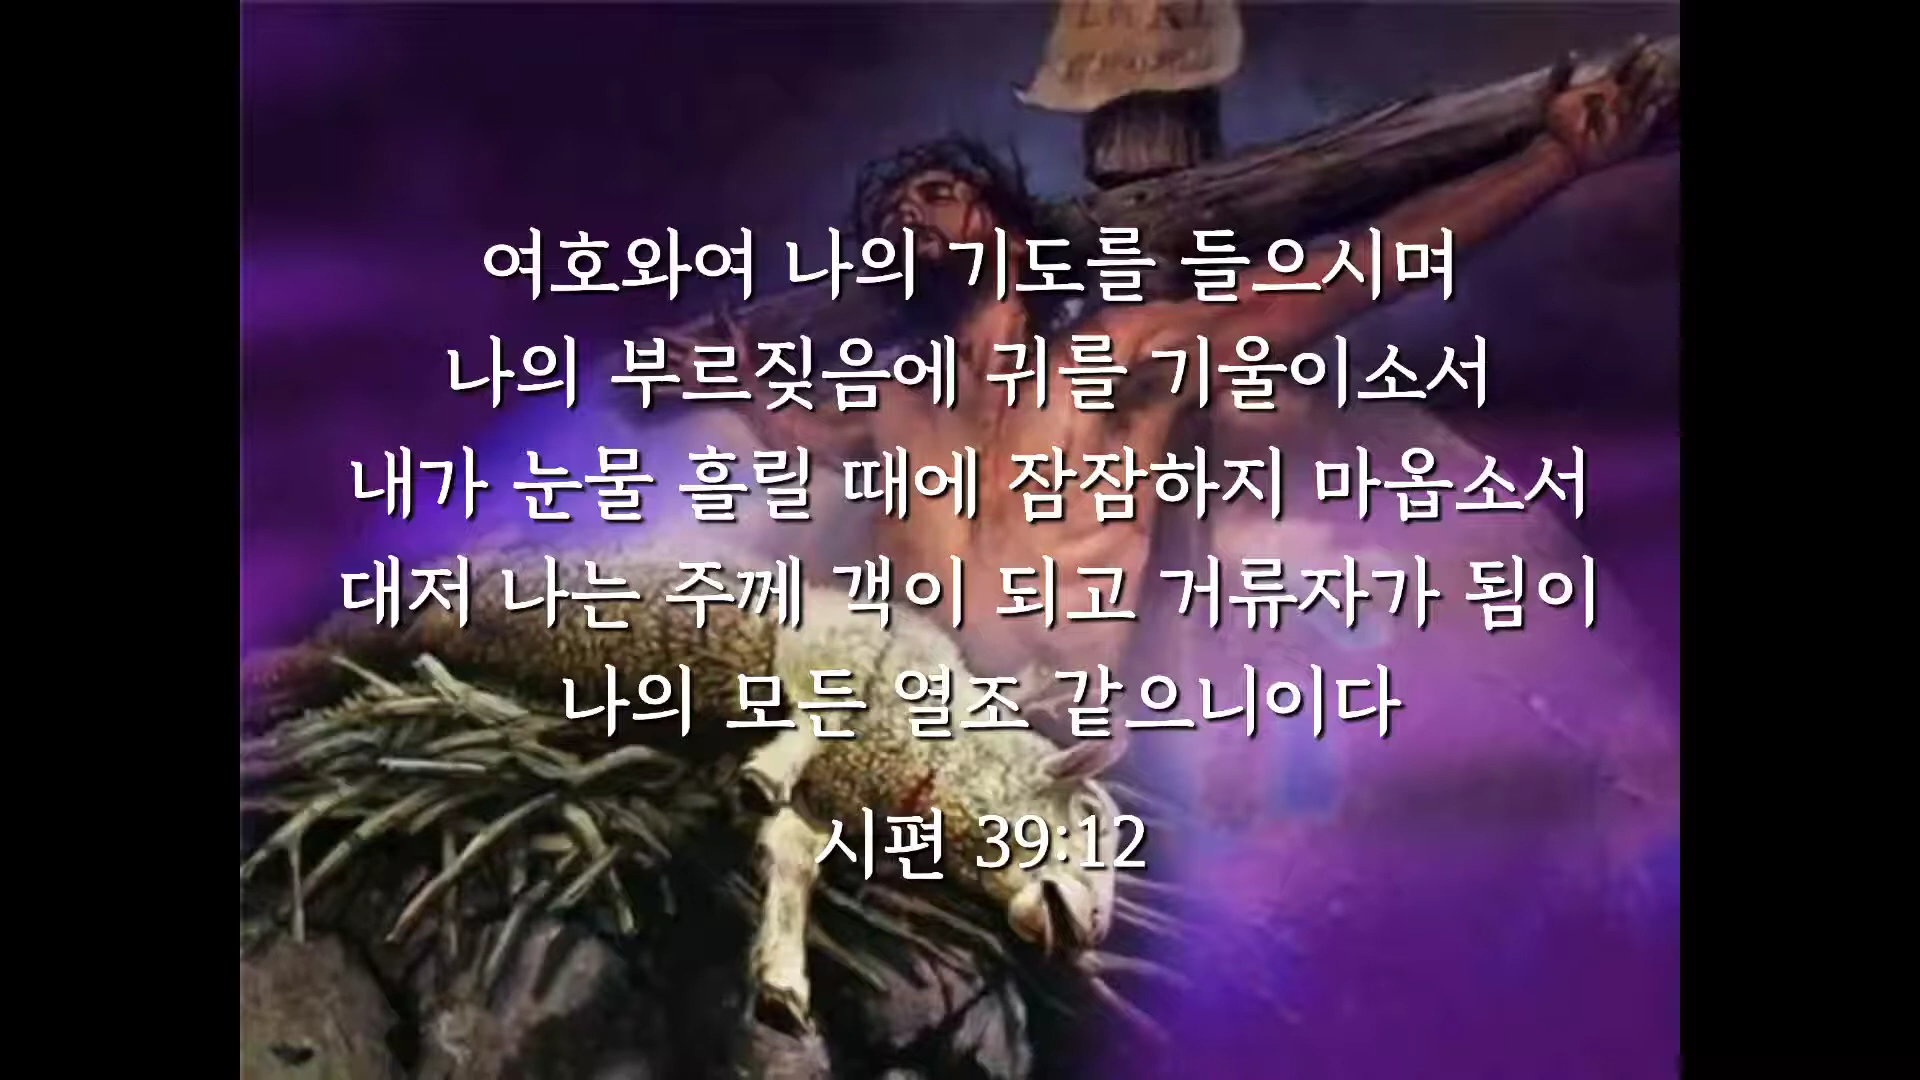 여호와여 나의 기도를 들으시며
나의 부르짖음에 귀를 기울이소서
내가 눈물 흘릴 때에 잠잠하지 마옵소서
대저 나는 주께 객이 되고 거류자가 됨이
나의 모든 열조 같으니이다
시편 39:12